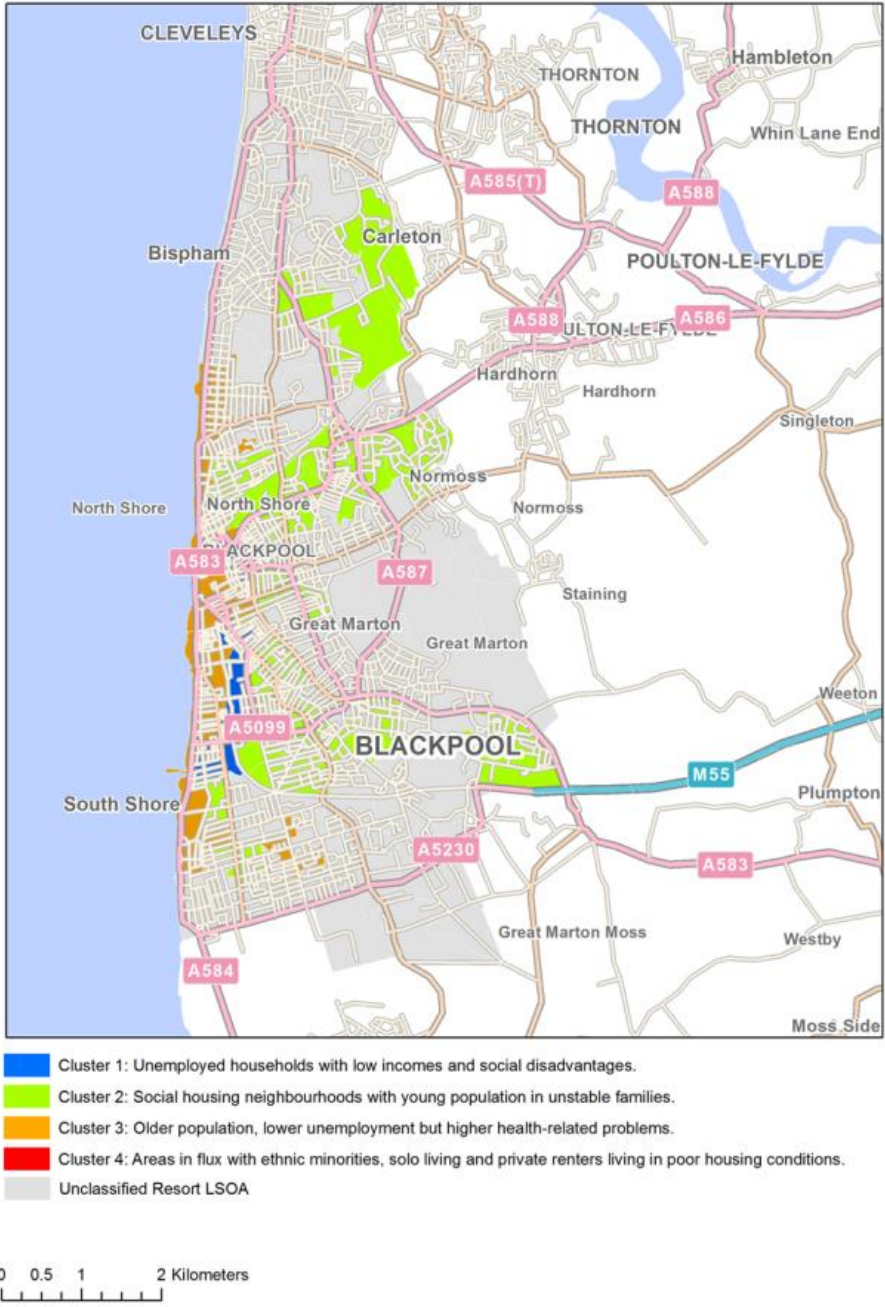 CLEVELEYS
Hambleton
THORNTON
THORNTON
Whin Lane End
A585(T)
A588
Carleton
Bispham
POULTON-LE-FYLDE
A588
ULTON-LE-FYLDE
A586
Hardhorn
Hardhorn
Singleton
Normoss
North Shore
North Shore
Normoss
BLACKPOOL
A583
A587
Staining
Great Marton
Great Marton
Weeton
A5099
BLACKPOOL
M55
Plumpton
South Shore
A5230
A583
Great Marton Moss
Westby
A584
Moss Side
Cluster 1: Unemployed households with low incomes and social disadvantages.
Cluster 2: Social housing neighbourhoods with young population in unstable families.
Cluster 3: Older population, lower unemployment but higher health-related problems.
Cluster 4: Areas in flux with ethnic minorities, solo living and private renters living in poor housing conditions.
Unclassified Resort LSOA
0 0.5 1 2 Kilometers